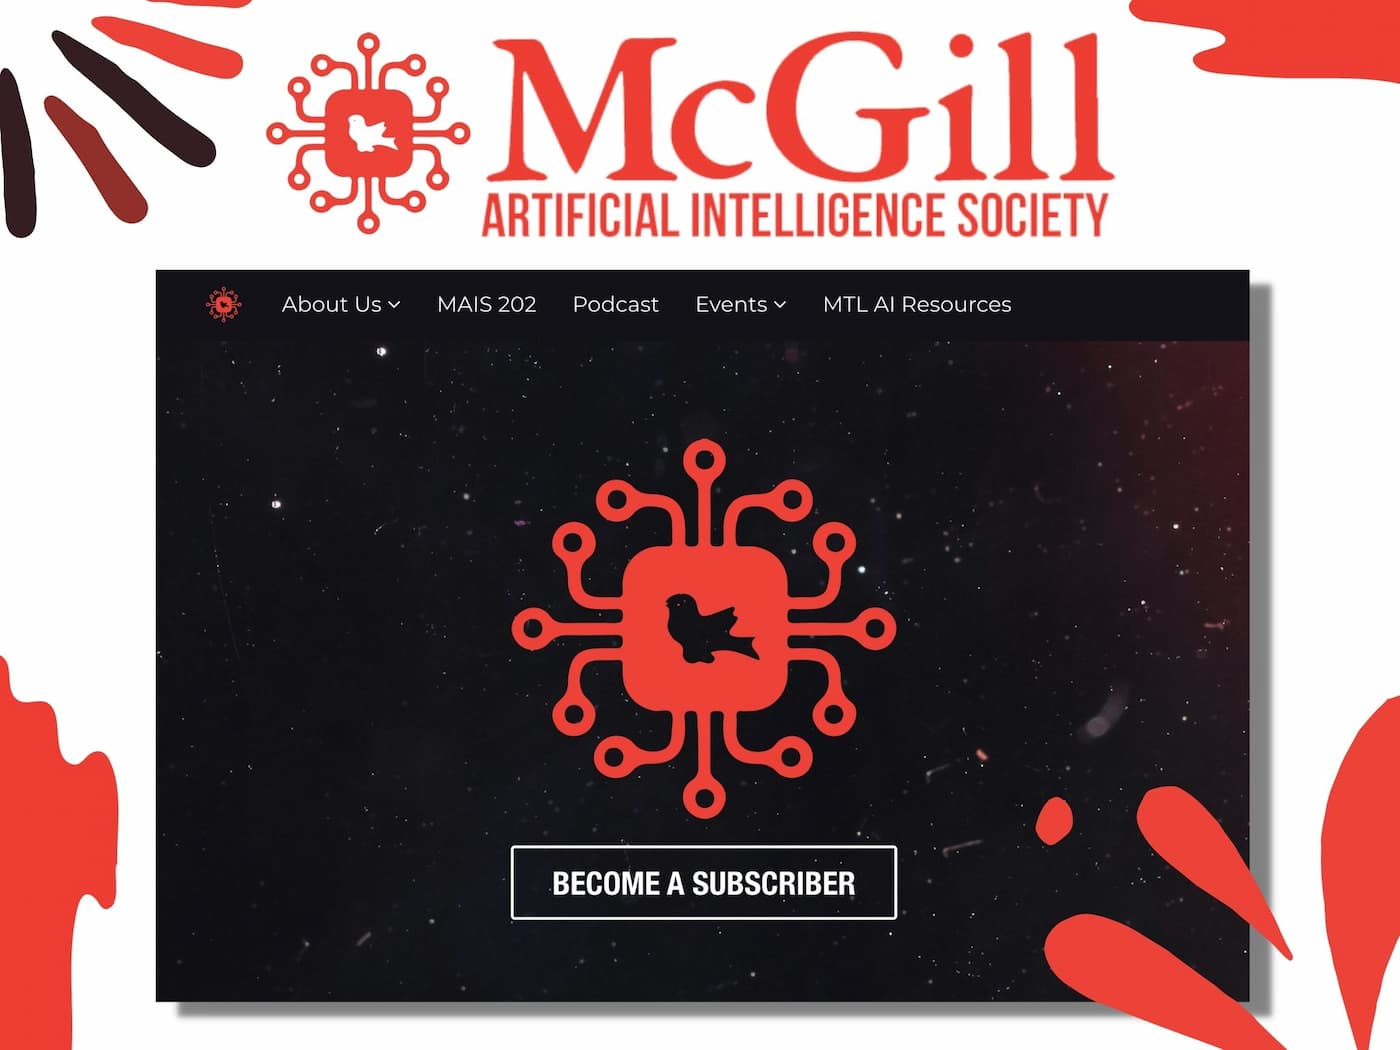 McGill
ARTIFICIAL INTELLIGENCE SOCIETY
About Us MAIS 202 Podcast Events MTL AI Resources
BECOME A SUBSCRIBER